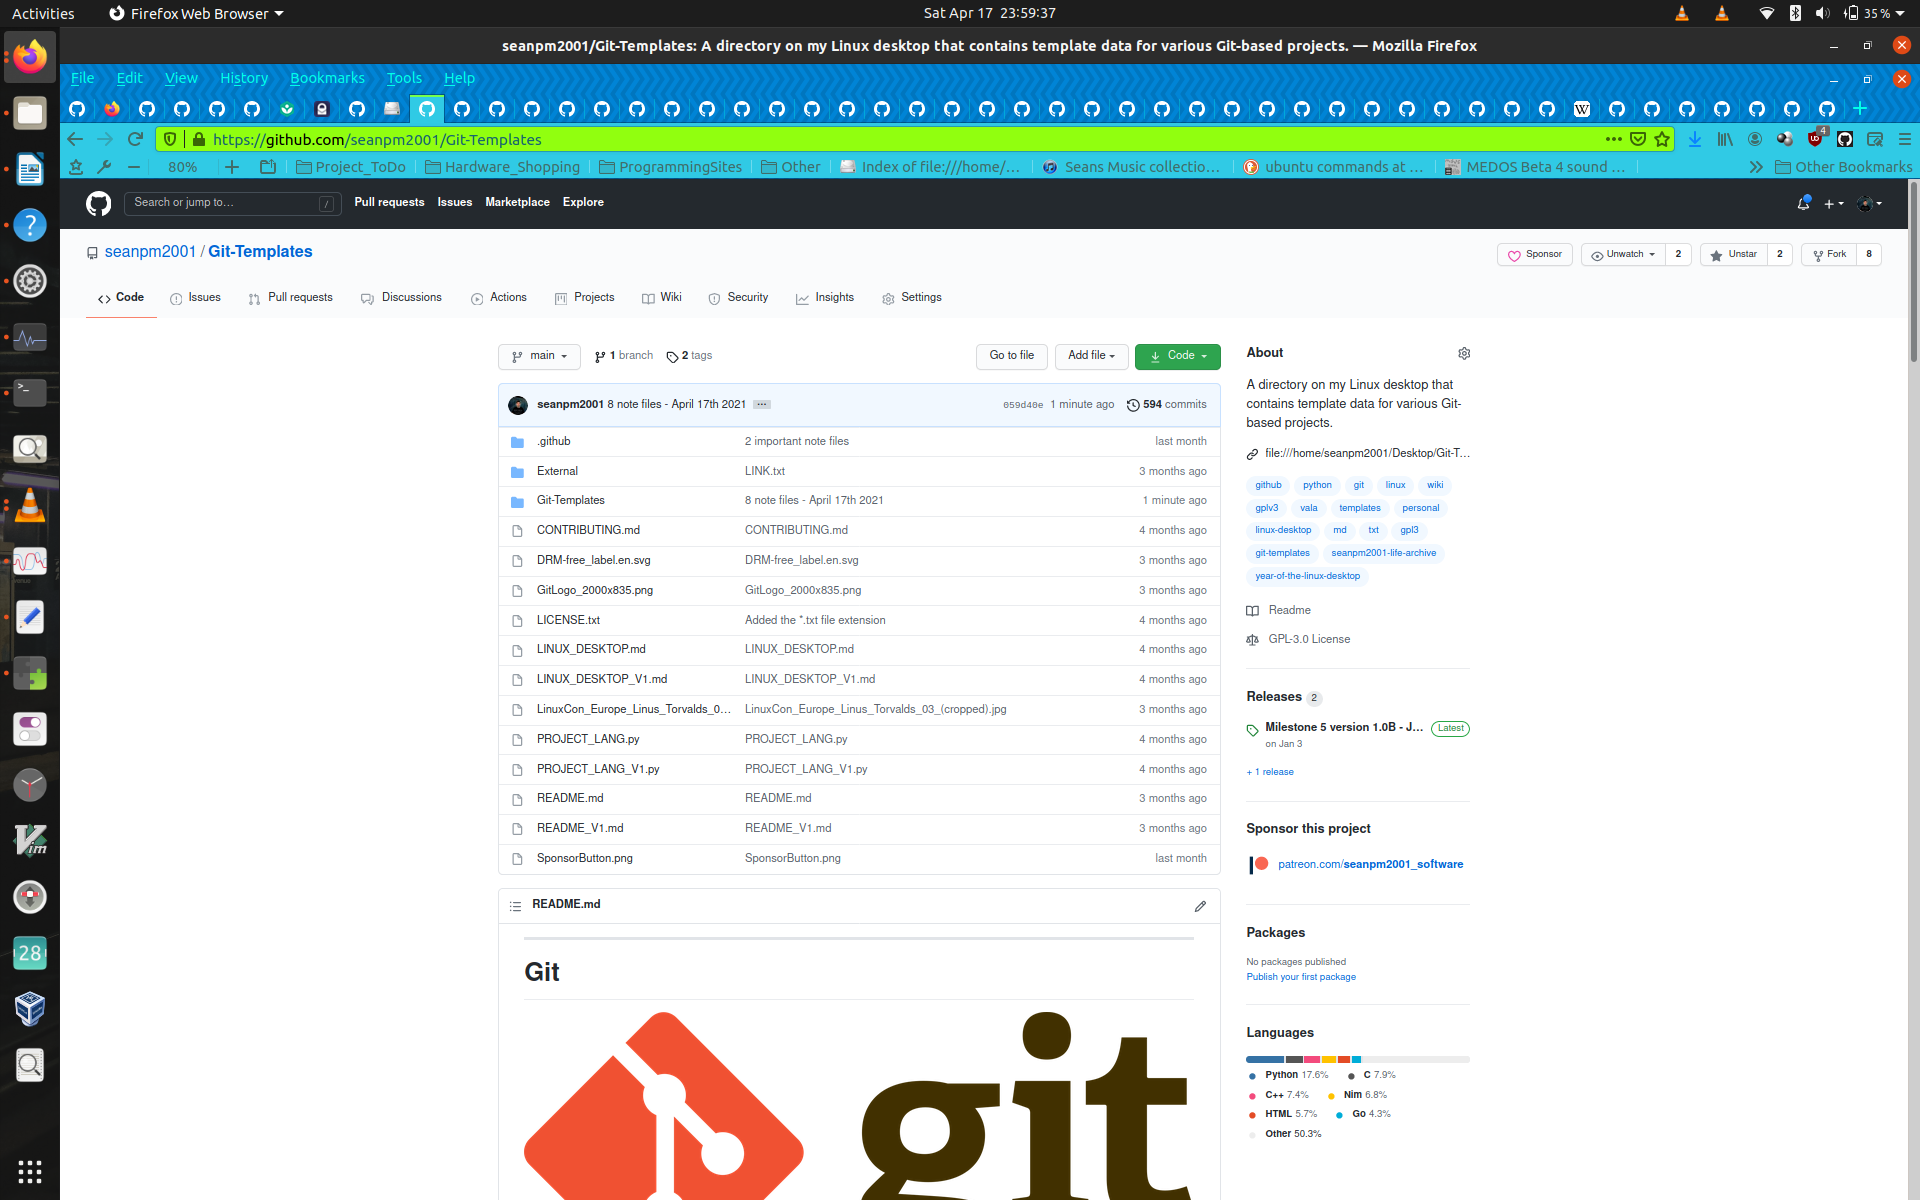 Activities
Firefox Web Browser
Sat Apr 17 23:59:37
35 %
seanpm2001/Git-Templates: A directory on my Linux desktop that contains template data for various Git-based projects. — Mozilla Firefox
File Edit View History Bookmarks Tools Help
https://github.com/seanpm2001/Git-Templates
4
80%
Project_ToDo
Hardware_Shopping
ProgrammingSites
Other
Index of file:///home/...
Seans Music collectio...
ubuntu commands at ...
MEDOS Beta 4 sound ...
Other Bookmarks
Search or jump to...
/
Pull requests Issues Marketplace Explore
seanpm2001 / Git-Templates
Sponsor
Unwatch 2
Unstar 2
Fork 8
Code
Issues
Pull requests
Discussions
Actions
Projects
Wiki
Security
Insights
Settings
main
1 branch
2 tags
Go to file
Add file
Code
seanpm2001 8 note files - April 17th 2021 ...
059d40e 1 minute ago 594 commits
.github 2 important note files last month
External LINK.txt 3 months ago
Git-Templates 8 note files - April 17th 2021 1 minute ago
CONTRIBUTING.md CONTRIBUTING.md 4 months ago
DRM-free_label.en.svg DRM-free_label.en.svg 3 months ago
GitLogo_2000x835.png GitLogo_2000x835.png 3 months ago
LICENSE.txt Added the *.txt file extension 4 months ago
LINUX_DESKTOP.md LINUX_DESKTOP.md 4 months ago
LINUX_DESKTOP_V1.md LINUX_DESKTOP_V1.md 4 months ago
LinuxCon_Europe_Linus_Torvalds_0... LinuxCon_Europe_Linus_Torvalds_03_(cropped).jpg 3 months ago
PROJECT_LANG.py PROJECT_LANG.py 4 months ago
PROJECT_LANG_V1.py PROJECT_LANG_V1.py 4 months ago
README.md README.md 3 months ago
README_V1.md README_V1.md 3 months ago
SponsorButton.png SponsorButton.png last month
README.md
Git
git
About
A directory on my Linux desktop that
contains template data for various Git-
based projects.
file:///home/seanpm2001/Desktop/Git-T...
github python git linux wiki
gplv3 vala templates personal
linux-desktop md txt gpl3
git-templates seanpm2001-life-archive
year-of-the-linux-desktop
Readme
GPL-3.0 License
Releases 2
Milestone 5 version 1.0B - J... Latest
on Jan 3
+ 1 release
Sponsor this project
patreon.com/seanpm2001_software
Packages
No packages published
Publish your first package
Languages
Python 17.6% C 7.9%
C++ 7.4% Nim 6.8%
HTML 5.7% Go 4.3%
Other 50.3%
28